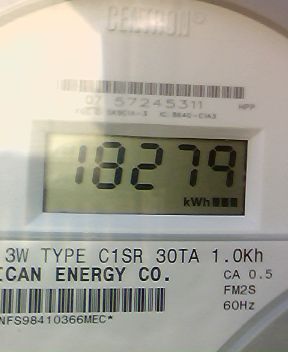 CENTRON®
07 57245311 HPP
18279
kWh
3W TYPE C1SR 30TA 1.0Kh
ICAN ENERGY CO. CA 0.5
FM2S
60Hz
NFS98410366MEC*